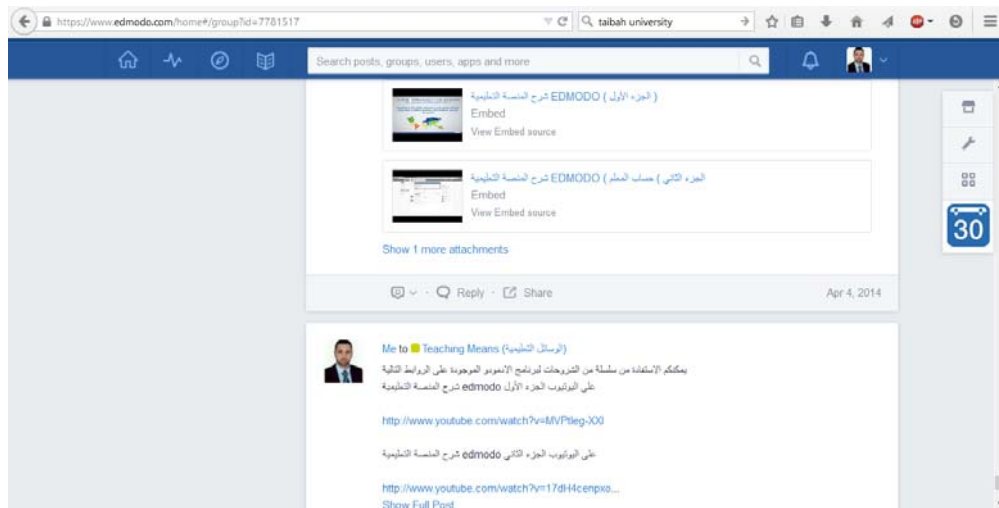 https://www.edmodo.com/home#/group?id=7781517
taibah university
Search posts, groups, users, apps and more
شرح المنصة التعليمية EDMODO ( الجزء الأول )
Embed
View Embed source
شرح المنصة التعليمية EDMODO ( الجزء الثاني ) حساب المعلم
Embed
View Embed source
Show 1 more attachments
Reply · Share
Apr 4, 2014
30
Me to Teaching Means (الوسائل التعليمية)
يمكنكم الاستفادة من سلسلة من الشروحات لبرنامج الادمودو الموجودة على الروابط التالية
شرح المنصة التعليمية edmodo على اليوتيوب الجزء الأول
http://www.youtube.com/watch?v=MVPtleg-XXI
شرح المنصة التعليمية edmodo على اليوتيوب الجزء الثاني
http://www.youtube.com/watch?v=17dH4cenpxo...
Show Full Post